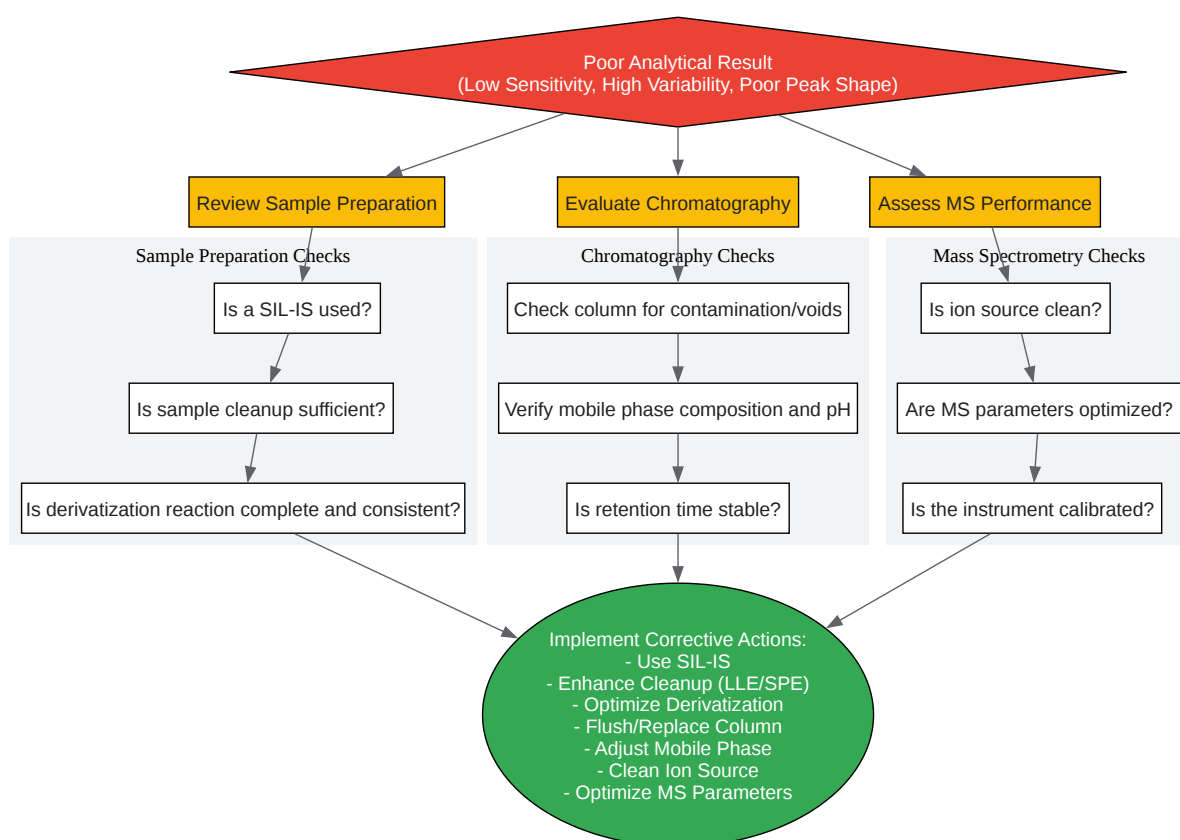 Poor Analytical Result
(Low Sensitivity, High Variability, Poor Peak Shape)
Review Sample Preparation
Evaluate Chromatography
Assess MS Performance
Sample Preparation Checks
Chromatography Checks
Mass Spectrometry Checks
Is a SIL-IS used?
Check column for contamination/voids
Is ion source clean?
Is sample cleanup sufficient?
Verify mobile phase composition and pH
Are MS parameters optimized?
Is derivatization reaction complete and consistent?
Is retention time stable?
Is the instrument calibrated?
Implement Corrective Actions:
- Use SIL-IS
- Enhance Cleanup (LLE/SPE)
- Optimize Derivatization
- Flush/Replace Column
- Adjust Mobile Phase
- Clean Ion Source
- Optimize MS Parameters